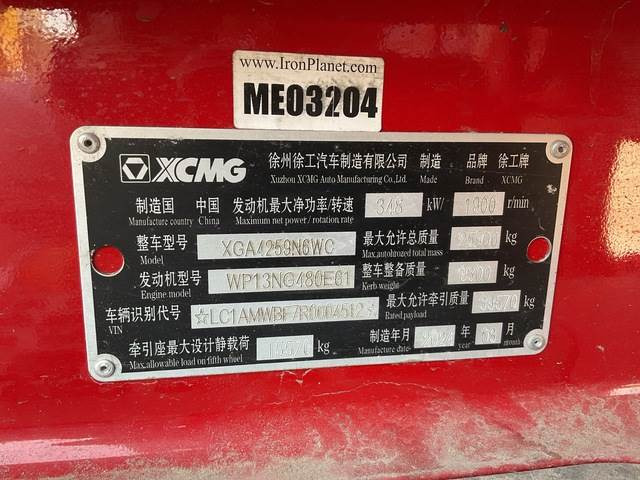 www.IronPlanet.com
ME03204
XCMG 徐州徐工汽车制造有限公司 制造 品牌 徐工牌
Xuzhou XCMG Auto Manufacturing Co.,Ltd. Made Brand XCMG
制造国 中国 发动机最大净功率/转速 348 kW/ 1900 r/min
Manufacture country China Maximum net power / rotation rate
整车型号 XGA4259N6WC 最大允许总质量 kg
Vehicle model Max.authohozed total mass
发动机型号 WP13NG480E61 整车整备质量 kg
Engine.model Kerb weight
车辆识别代号 最大允许牵引质量 kg
VIN Rated.payload
牵引座最大设计静载荷 kg 制造年月 年 月
Max.allowable load on fifth wheel Manufacture date: year month